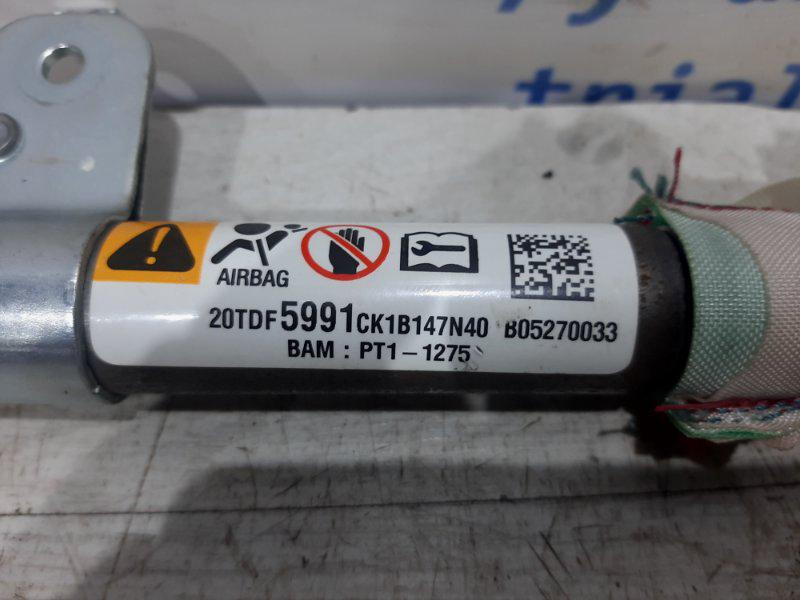 AIRBAG
20TDF5991CK1B147N40 B05270033
BAM : PT1-1275